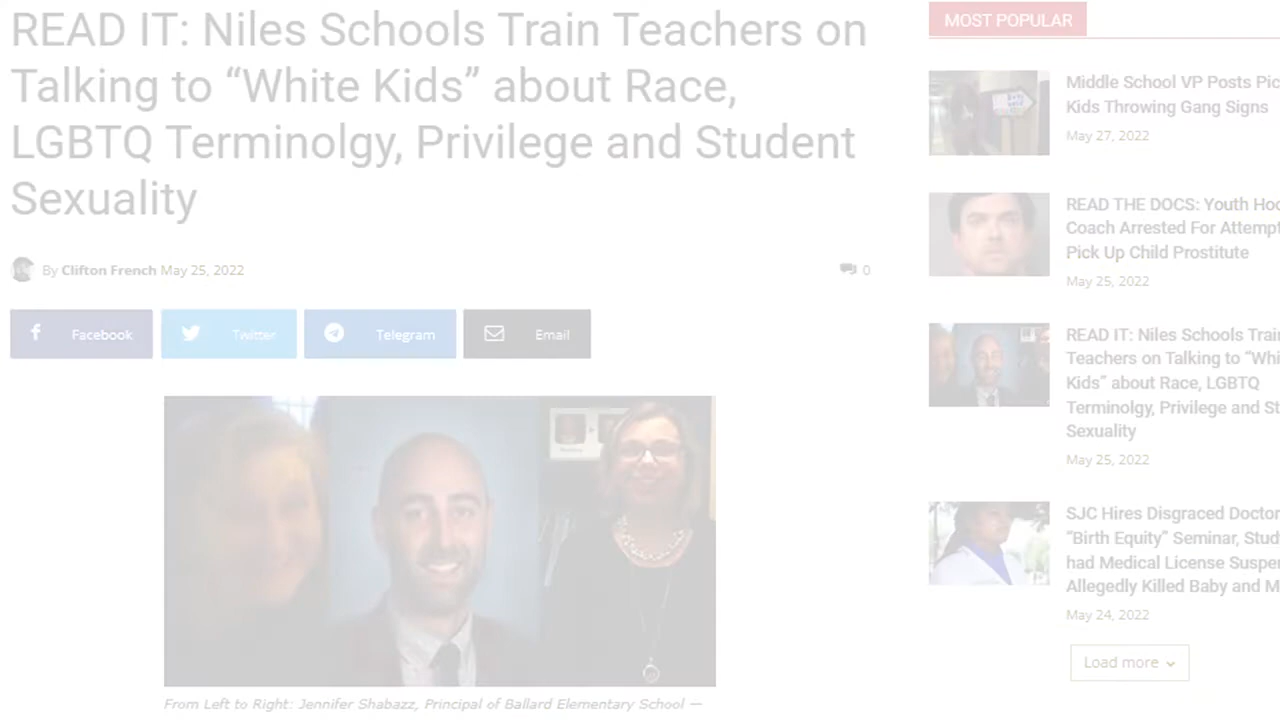 READ IT: Niles Schools Train Teachers on
Talking to “White Kids” about Race,
LGBTQ Terminolgy, Privilege and Student
Sexuality
By Clifton French May 25, 2022
0
Facebook
Twitter
Telegram
Email
From Left to Right: Jennifer Shabazz, Principal of Ballard Elementary School —
MOST POPULAR
Middle School VP Posts Pic
Kids Throwing Gang Signs
May 27, 2022
READ THE DOCS: Youth Hoc
Coach Arrested For Attempt
Pick Up Child Prostitute
May 25, 2022
READ IT: Niles Schools Train
Teachers on Talking to “Whi
Kids” about Race, LGBTQ
Terminolgy, Privilege and St
Sexuality
May 25, 2022
SJC Hires Disgraced Doctor
“Birth Equity” Seminar, Stud
had Medical License Susper
Allegedly Killed Baby and M
May 24, 2022
Load more